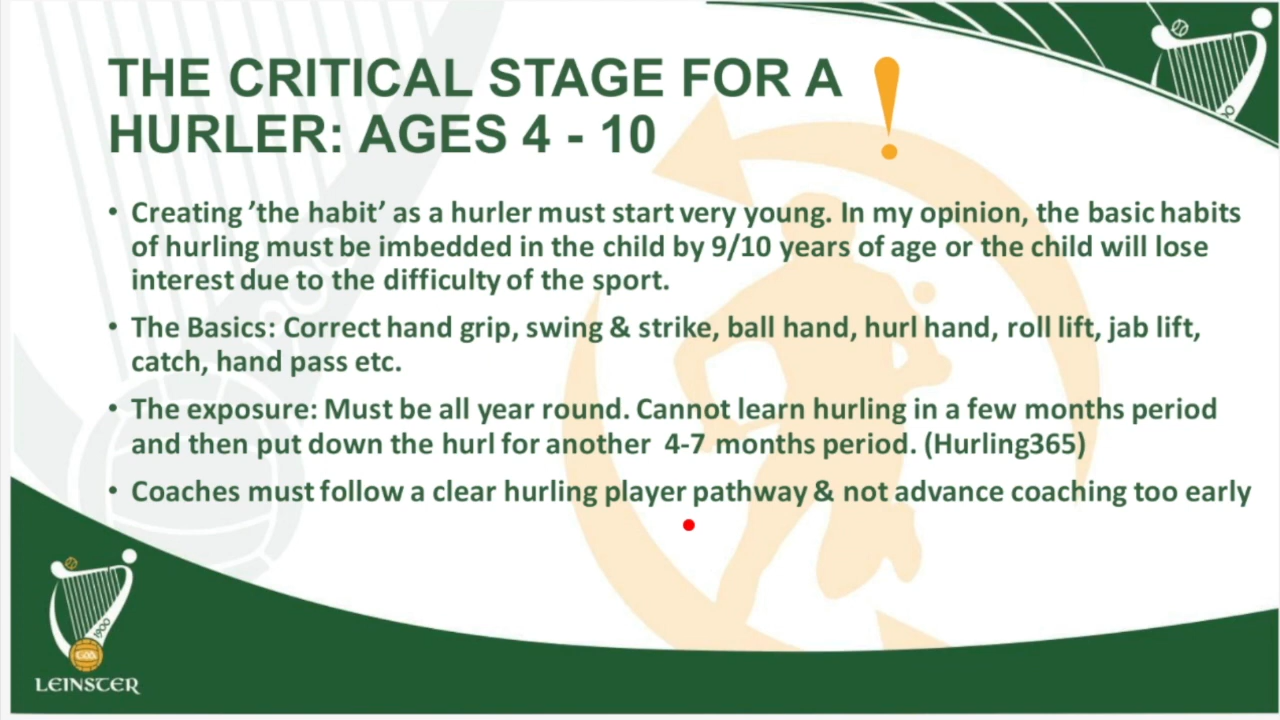 THE CRITICAL STAGE FOR A
HURLER: AGES 4 - 10
!
• Creating ’the habit’ as a hurler must start very young. In my opinion, the basic habits
of hurling must be imbedded in the child by 9/10 years of age or the child will lose
interest due to the difficulty of the sport.
• The Basics: Correct hand grip, swing & strike, ball hand, hurl hand, roll lift, jab lift,
catch, hand pass etc.
• The exposure: Must be all year round. Cannot learn hurling in a few months period
and then put down the hurl for another 4-7 months period. (Hurling365)
• Coaches must follow a clear hurling player pathway & not advance coaching too early
1900
GAA
LEINSTER